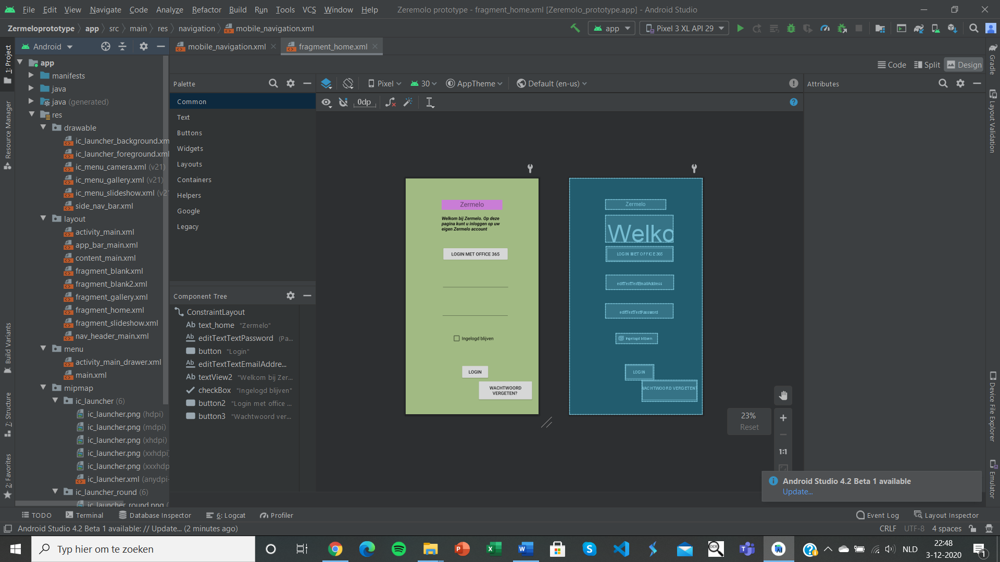 File Edit View Navigate Code Analyze Refactor Build Run Tools VCS Window Help Zeremolo prototype - fragment_home.xml [Zeremolo_prototype.app] - Android Studio
Zermeloprototype app src main res navigation mobile_navigation.xml app Pixel 3 XL API 29
Android mobile_navigation.xml fragment_home.xml
Code Split Design
1: Project
Resource Manager
Build Variants
7: Structure
2: Favorites
app
manifests
java
java (generated)
res
drawable
ic_launcher_background.xm
ic_launcher_foreground.xml
ic_menu_camera.xml (v21)
ic_menu_gallery.xml (v21)
ic_menu_slideshow.xml (v21
side_nav_bar.xml
layout
activity_main.xml
app_bar_main.xml
content_main.xml
fragment_blank.xml
fragment_blank2.xml
fragment_gallery.xml
fragment_home.xml
fragment_slideshow.xml
nav_header_main.xml
menu
activity_main_drawer.xml
main.xml
mipmap
ic_launcher (6)
ic_launcher.png (hdpi)
ic_launcher.png (mdpi)
ic_launcher.png (xhdpi)
ic_launcher.png (xxhdpi)
ic_launcher.png (xxxhdp
ic_launcher.xml (anydpi-
ic_launcher_round (6)
ic_launcher_round.png (
Palette
Common
Text
Buttons
Widgets
Layouts
Containers
Helpers
Google
Legacy
Component Tree
ConstraintLayout
Ab text_home "Zermelo"
Ab editTextTextPassword (Pa...
button "Login"
Ab editTextTextEmailAddre...
Ab textView2 "Welkom bij Zer...
checkBox "Ingelogd blijven"
button2 "Login met office ...
button3 "Wachtwoord ver...
Pixel 30 AppTheme Default (en-us)
0dp
Zermelo
Welkom bij Zermelo. Op deze
pagina kunt u inloggen op uw
eigen Zermelo account
LOGIN MET OFFICE 365
Ingelogd blijven
LOGIN
WACHTWOORD
VERGETEN?
Zermelo
Welko
LOGIN MET OFFICE 365
editTextTextEmailAddress
editTextTextPassword
Ingelogd blijven
LOGIN
WACHTWOORD VERGETEN?
23%
Reset
1:1
Attributes
Gradle
Layout Validation
Device File Explorer
Emulator
Android Studio 4.2 Beta 1 available
Update...
TODO Terminal Database Inspector 6: Logcat Profiler Event Log Layout Inspector
Android Studio 4.2 Beta 1 available: // Update... (2 minutes ago) CRLF UTF-8 4 spaces
Typ hier om te zoeken NLD 22:48
3-12-2020 1